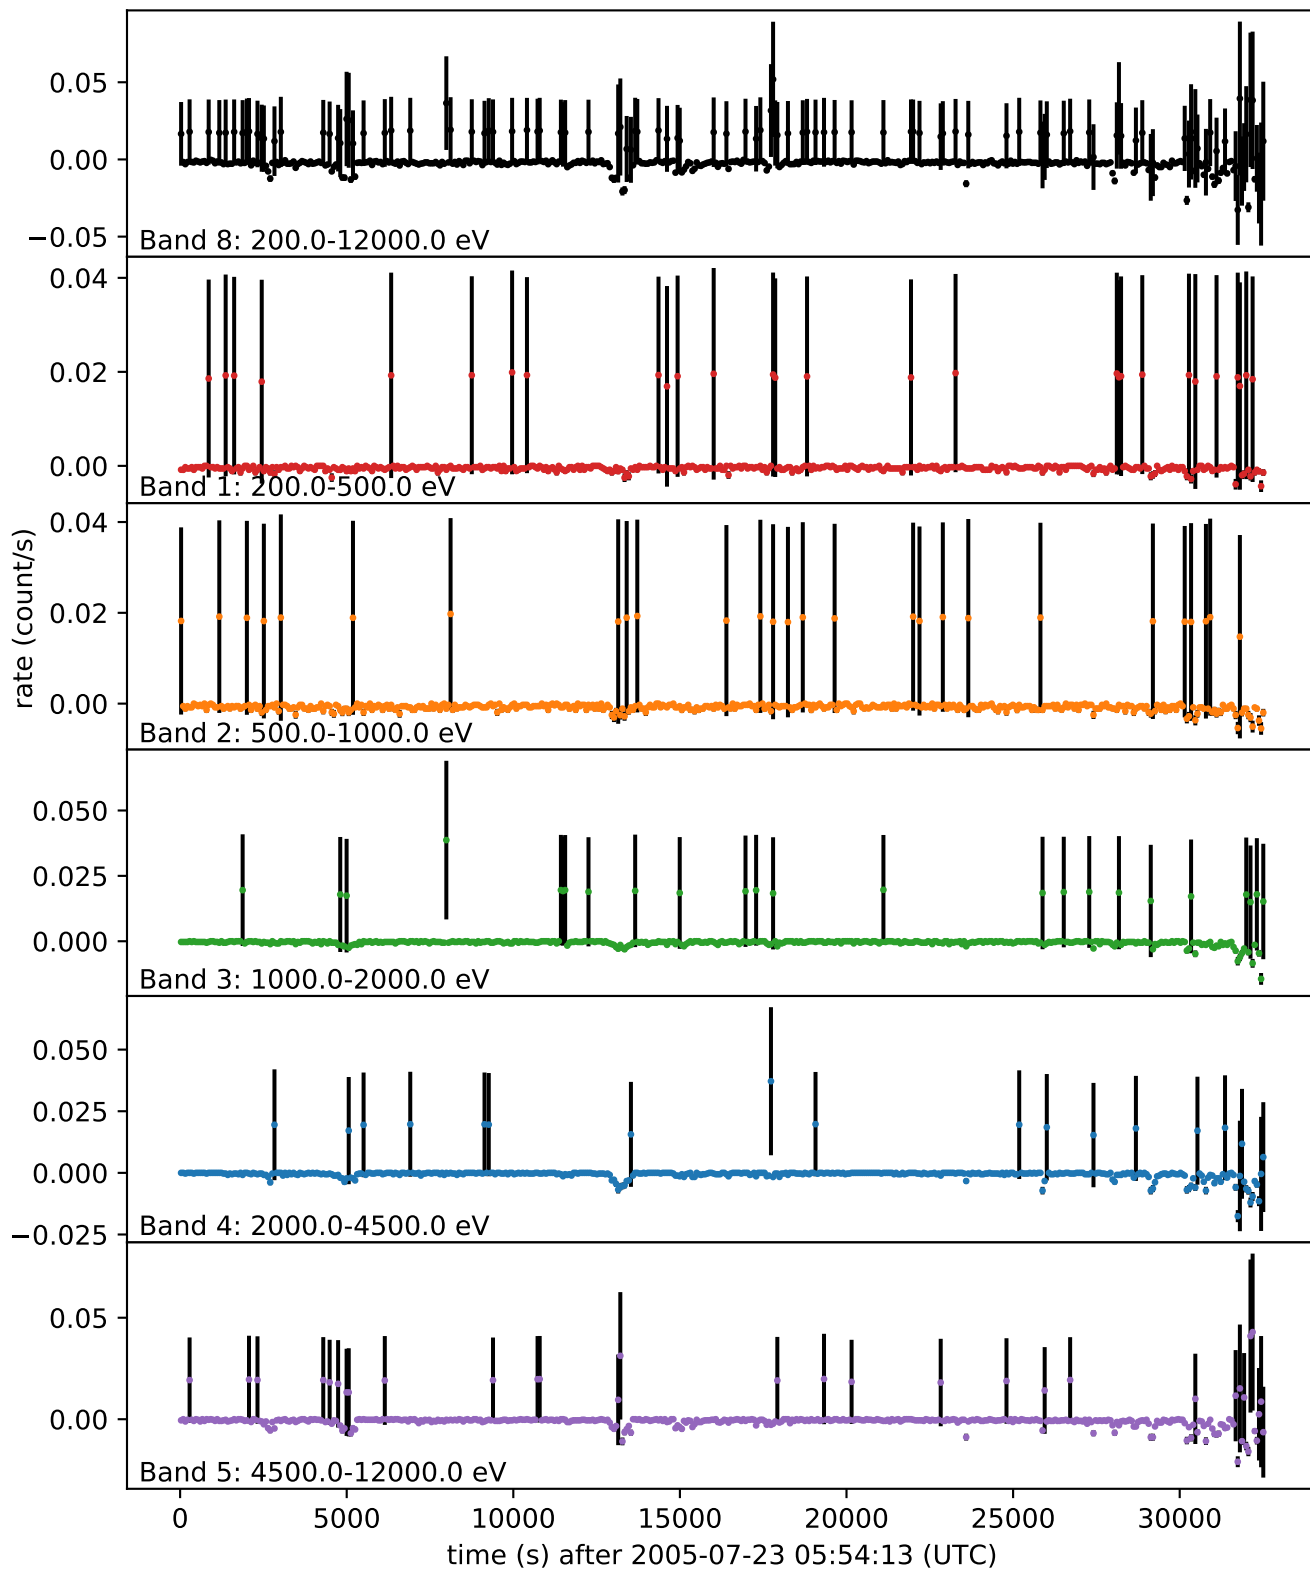 0.05
0.00
−0.05
Band 8: 200.0-12000.0 eV
0.04
0.02
0.00
Band 1: 200.0-500.0 eV
0.04
0.02
0.00
Band 2: 500.0-1000.0 eV
rate (count/s)
0.050
0.025
0.000
Band 3: 1000.0-2000.0 eV
0.050
0.025
0.000
−0.025
Band 4: 2000.0-4500.0 eV
0.05
0.00
Band 5: 4500.0-12000.0 eV
0 5000 10000 15000 20000 25000 30000
time (s) after 2005-07-23 05:54:13 (UTC)